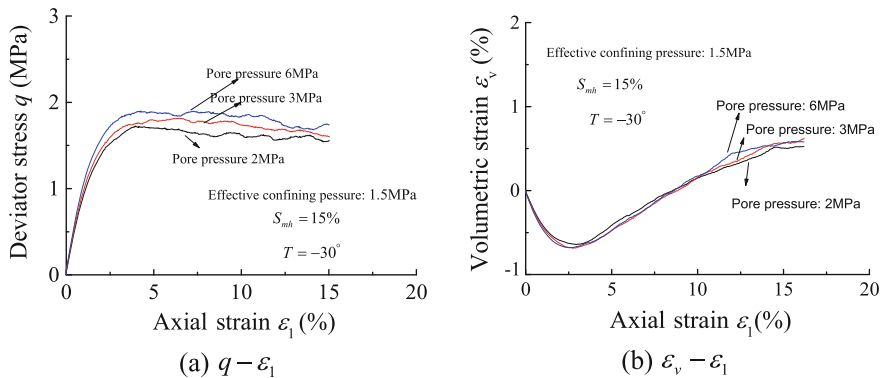 Deviator stress q (MPa)
3
2
1
0
Pore pressure 6MPa
Pore pressure 3MPa
Pore pressure 2MPa
Effective confining pessure: 1.5MPa
Smh = 15%
T = −30°
0 5 10 15 20
Axial strain ε1 (%)
(a) q − ε1
Volumetric strain εv (%)
2
1
0
-1
Effective confining pressure: 1.5MPa
Smh = 15%
T = −30°
Pore pressure: 6MPa
Pore pressure: 3MPa
Pore pressure: 2MPa
0 5 10 15 20
Axial strain ε1 (%)
(b) εv − ε1